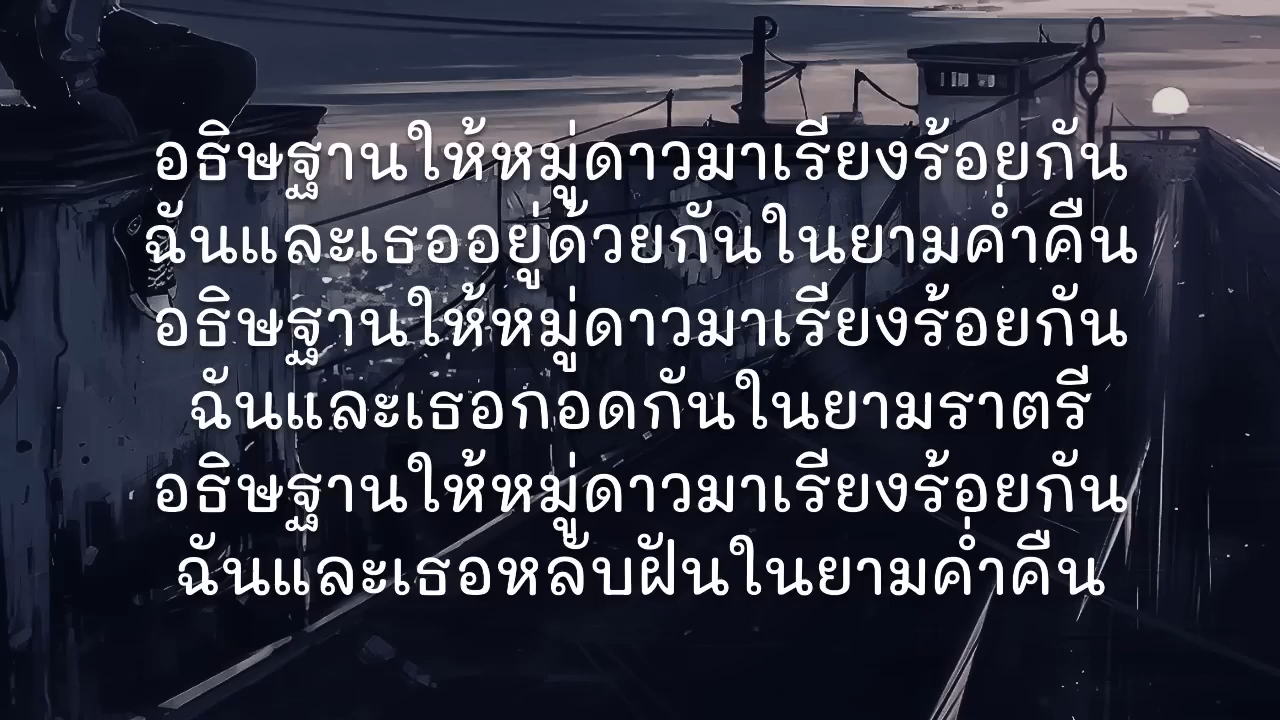 อธิษฐานให้หมู่ดาวมาเรียงร้อยกัน
ฉันและเธออยู่ด้วยกันในยามค่ำคืน
อธิษฐานให้หมู่ดาวมาเรียงร้อยกัน
ฉันและเธอกอดกันในยามราตรี
อธิษฐานให้หมู่ดาวมาเรียงร้อยกัน
ฉันและเธอหลับฝันในยามค่ำคืน